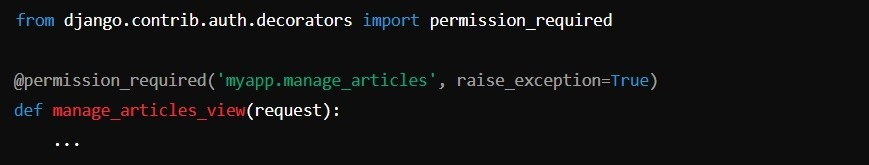 from django.contrib.auth.decorators import permission_required
@permission_required('myapp.manage_articles', raise_exception=True)
def manage_articles_view(request):
...